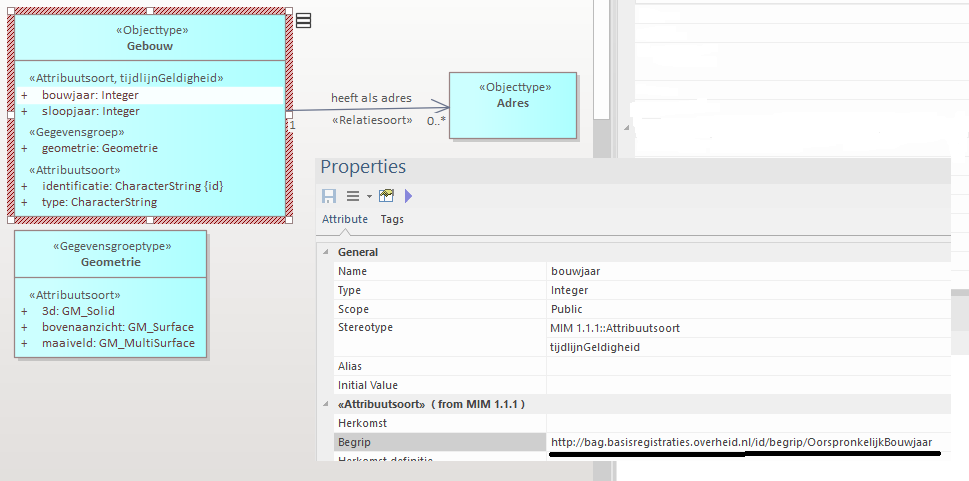 «Objecttype»
Gebouw
«Attribuutsoort, tijdlijnGeldigheid»
+ bouwjaar: Integer
+ sloopjaar: Integer
«Gegevensgroep»
+ geometrie: Geometrie
«Attribuutsoort»
+ identificatie: CharacterString {id}
+ type: CharacterString
1
heeft als adres
«Relatiesoort»
0..*
«Objecttype»
Adres
«Gegevensgroeptype»
Geometrie
«Attribuutsoort»
+ 3d: GM_Solid
+ bovenaanzicht: GM_Surface
+ maaiveld: GM_MultiSurface
Properties
Attribute Tags
General
Name bouwjaar
Type Integer
Scope Public
Stereotype MIM 1.1.1::Attribuutsoort
tijdlijnGeldigheid
Alias
Initial Value
«Attribuutsoort» ( from MIM 1.1.1 )
Herkomst
Begrip http://bag.basisregistraties.overheid.nl/id/begrip/OorspronkelijkBouwjaar
Herkomst definitie